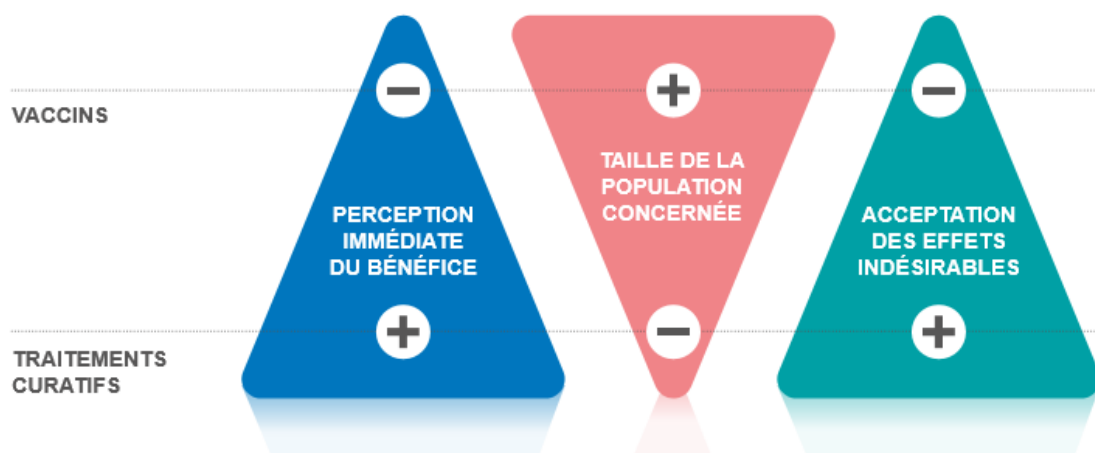 VACCINS
PERCEPTION
IMMÉDIATE
DU BÉNÉFICE
TAILLE DE LA
POPULATION
CONCERNÉE
ACCEPTATION
DES EFFETS
INDÉSIRABLES
TRAITEMENTS
CURATIFS